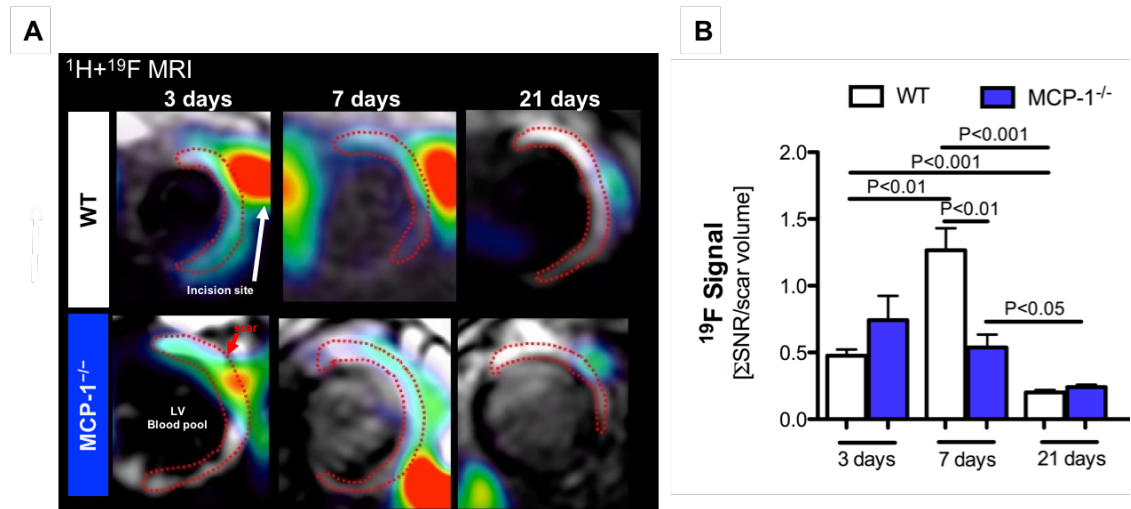 A
¹H+¹⁹F MRI
3 days
7 days
21 days
WT
Incision site
MCP-1⁻/⁻
scar
LV
Blood pool
B
WT
MCP-1⁻/⁻
P<0.001
P<0.001
P<0.01
P<0.01
P<0.05
¹⁹F Signal
[ΣSNR/scar volume]
2.0
1.5
1.0
0.5
0.0
3 days
7 days
21 days